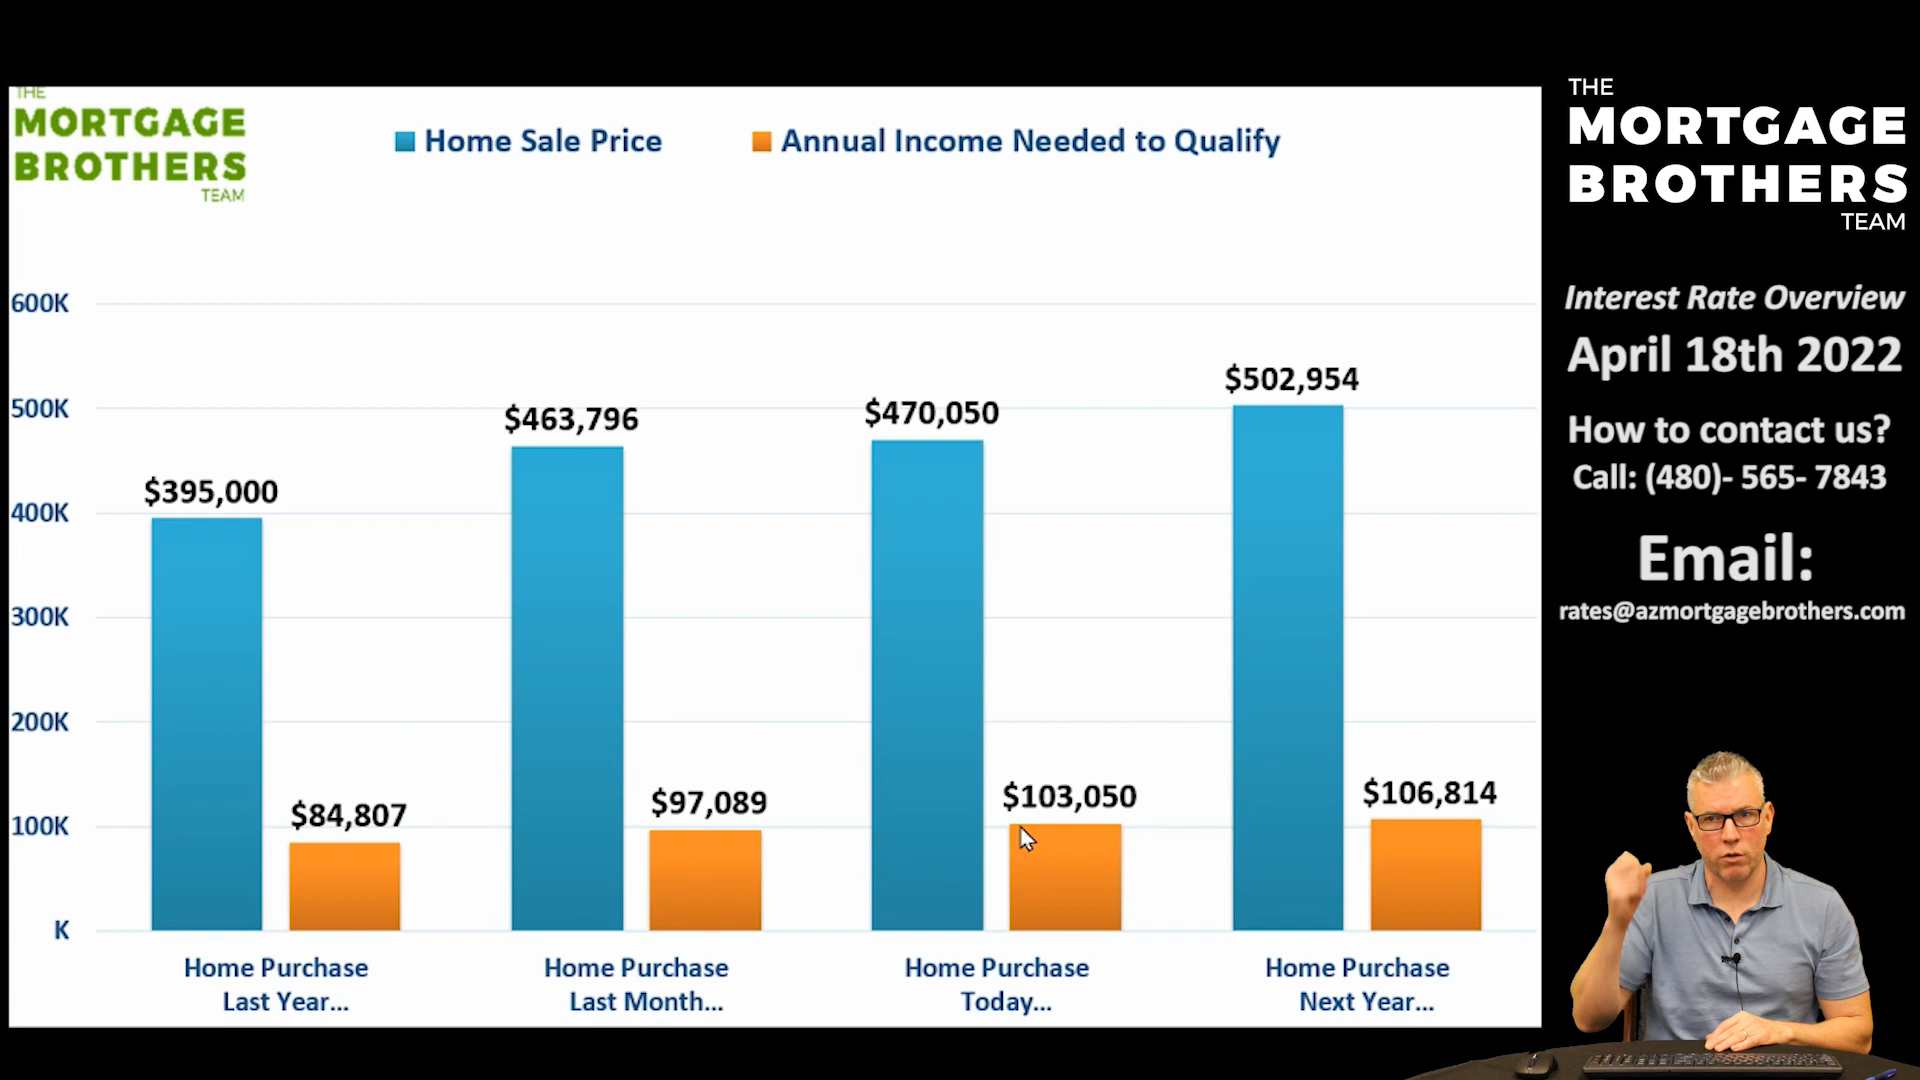 THE
MORTGAGE
BROTHERS
TEAM
Home Sale Price
Annual Income Needed to Qualify
600K
500K
400K
300K
200K
100K
K
$395,000
$84,807
$463,796
$97,089
$470,050
$103,050
$502,954
$106,814
Home Purchase
Last Year...
Home Purchase
Last Month...
Home Purchase
Today...
Home Purchase
Next Year...
THE
MORTGAGE
BROTHERS
TEAM
Interest Rate Overview
April 18th 2022
How to contact us?
Call: (480)- 565- 7843
Email:
rates@azmortgagebrothers.com